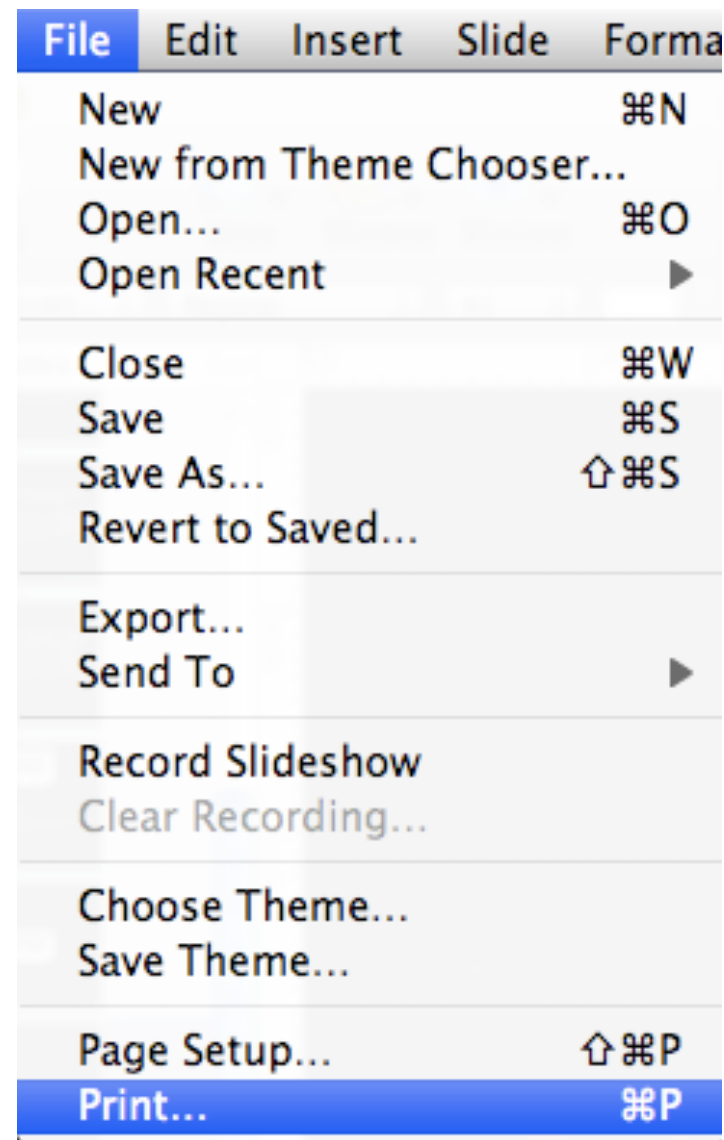 File Edit Insert Slide Forma
New ⌘N
New from Theme Chooser...
Open... ⌘O
Open Recent ▶
Close ⌘W
Save ⌘S
Save As... ⇧⌘S
Revert to Saved...
Export...
Send To ▶
Record Slideshow
Clear Recording...
Choose Theme...
Save Theme...
Page Setup... ⇧⌘P
Print... ⌘P